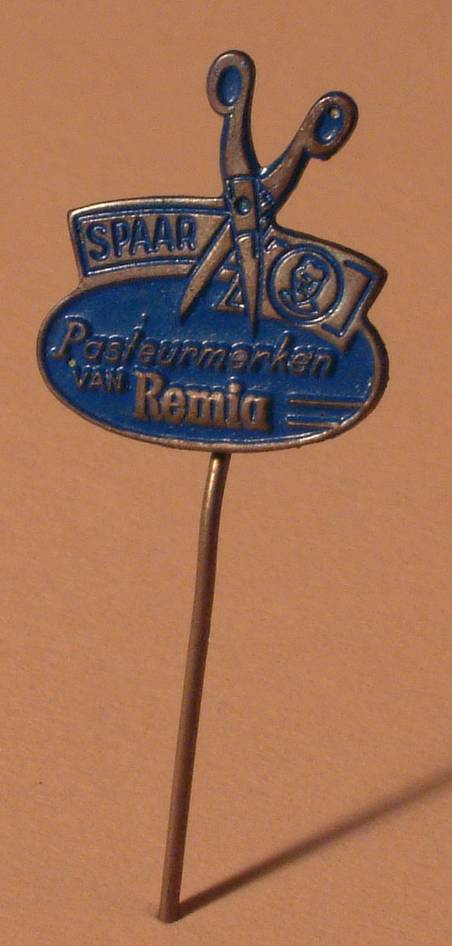 SPAAR
Pasteurmerken
VAN Remia